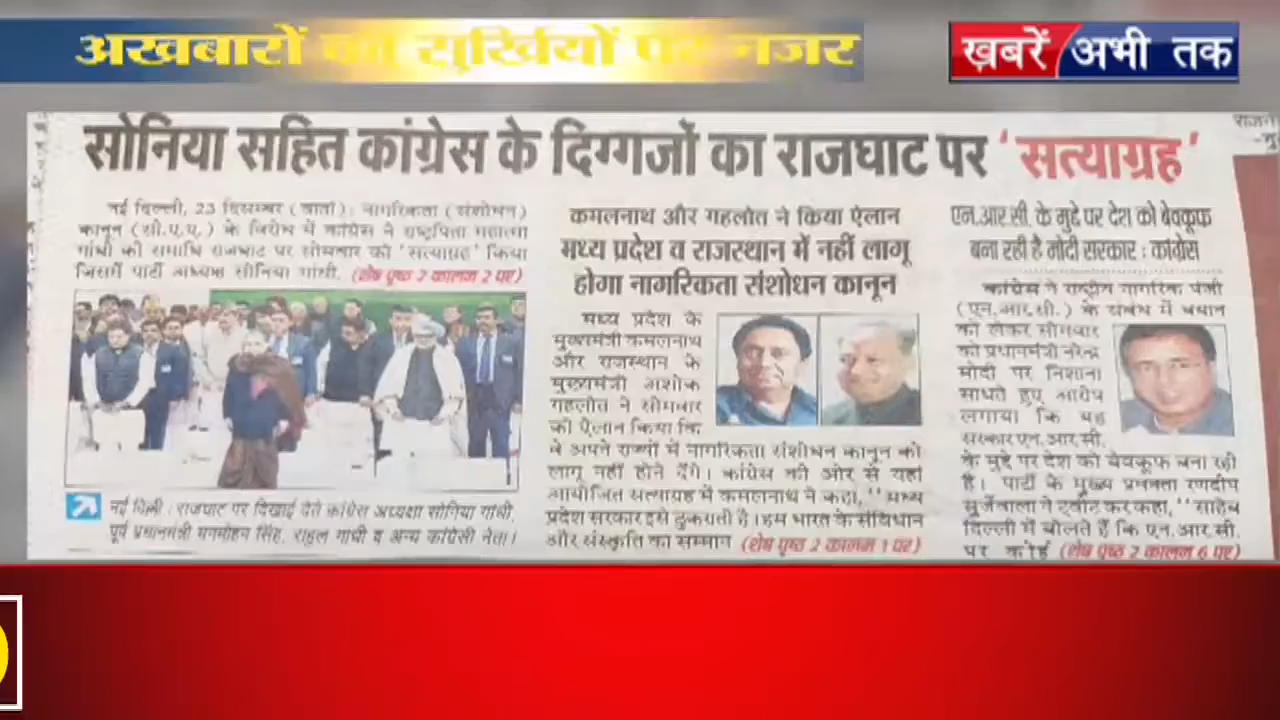 अखबारों की सुर्खियों पर नजर
ख़बरें अभी तक
सोनिया सहित कांग्रेस के दिग्गजों का राजघाट पर 'सत्याग्रह'
नई दिल्ली, 23 दिसम्बर (वार्ता): नागरिकता (संशोधन)
कानून (सी.ए.ए.) के विरोध में कांग्रेस ने राष्ट्रपिता महात्मा
गांधी की समाधि राजघाट पर सोमवार को 'सत्याग्रह' किया
जिसमें पार्टी अध्यक्ष सोनिया गांधी, (शेष पृष्ठ 2 कालम 2 पर)
नई दिल्ली : राजघाट पर दिखाई देते कांग्रेस अध्यक्षा सोनिया गांधी,
पूर्व प्रधानमंत्री मनमोहन सिंह, राहुल गांधी व अन्य कांग्रेसी नेता।
कमलनाथ और गहलोत ने किया ऐलान
मध्य प्रदेश व राजस्थान में नहीं लागू
होगा नागरिकता संशोधन कानून
मध्य प्रदेश के
मुख्यमंत्री कमलनाथ
और राजस्थान के
मुख्यमंत्री अशोक
गहलोत ने सोमवार
को ऐलान किया कि
वे अपने राज्यों में नागरिकता संशोधन कानून को
लागू नहीं होने देंगे। कांग्रेस की ओर से यहां
आयोजित सत्याग्रह में कमलनाथ ने कहा, ''मध्य
प्रदेश सरकार इसे ठुकराती है। हम भारत के संविधान
और संस्कृति का सम्मान (शेष पृष्ठ 2 कालम 1 पर)
एन.आर.सी. के मुद्दे पर देश को बेवकूफ
बना रही है मोदी सरकार : कांग्रेस
कांग्रेस ने राष्ट्रीय नागरिक पंजी
(एन.आर.सी.) के संबंध में बयान
को लेकर सोमवार
को प्रधानमंत्री नरेन्द्र
मोदी पर निशाना
साधते हुए आरोप
लगाया कि यह
सरकार एन.आर.सी.
के मुद्दे पर देश को बेवकूफ बना रही
है। पार्टी के मुख्य प्रवक्ता रणदीप
सुर्जेवाला ने ट्वीट कर कहा, ''साहेब
दिल्ली में बोलते हैं कि एन.आर.सी.
पर कोई (शेष पृष्ठ 2 कालम 6 पर)